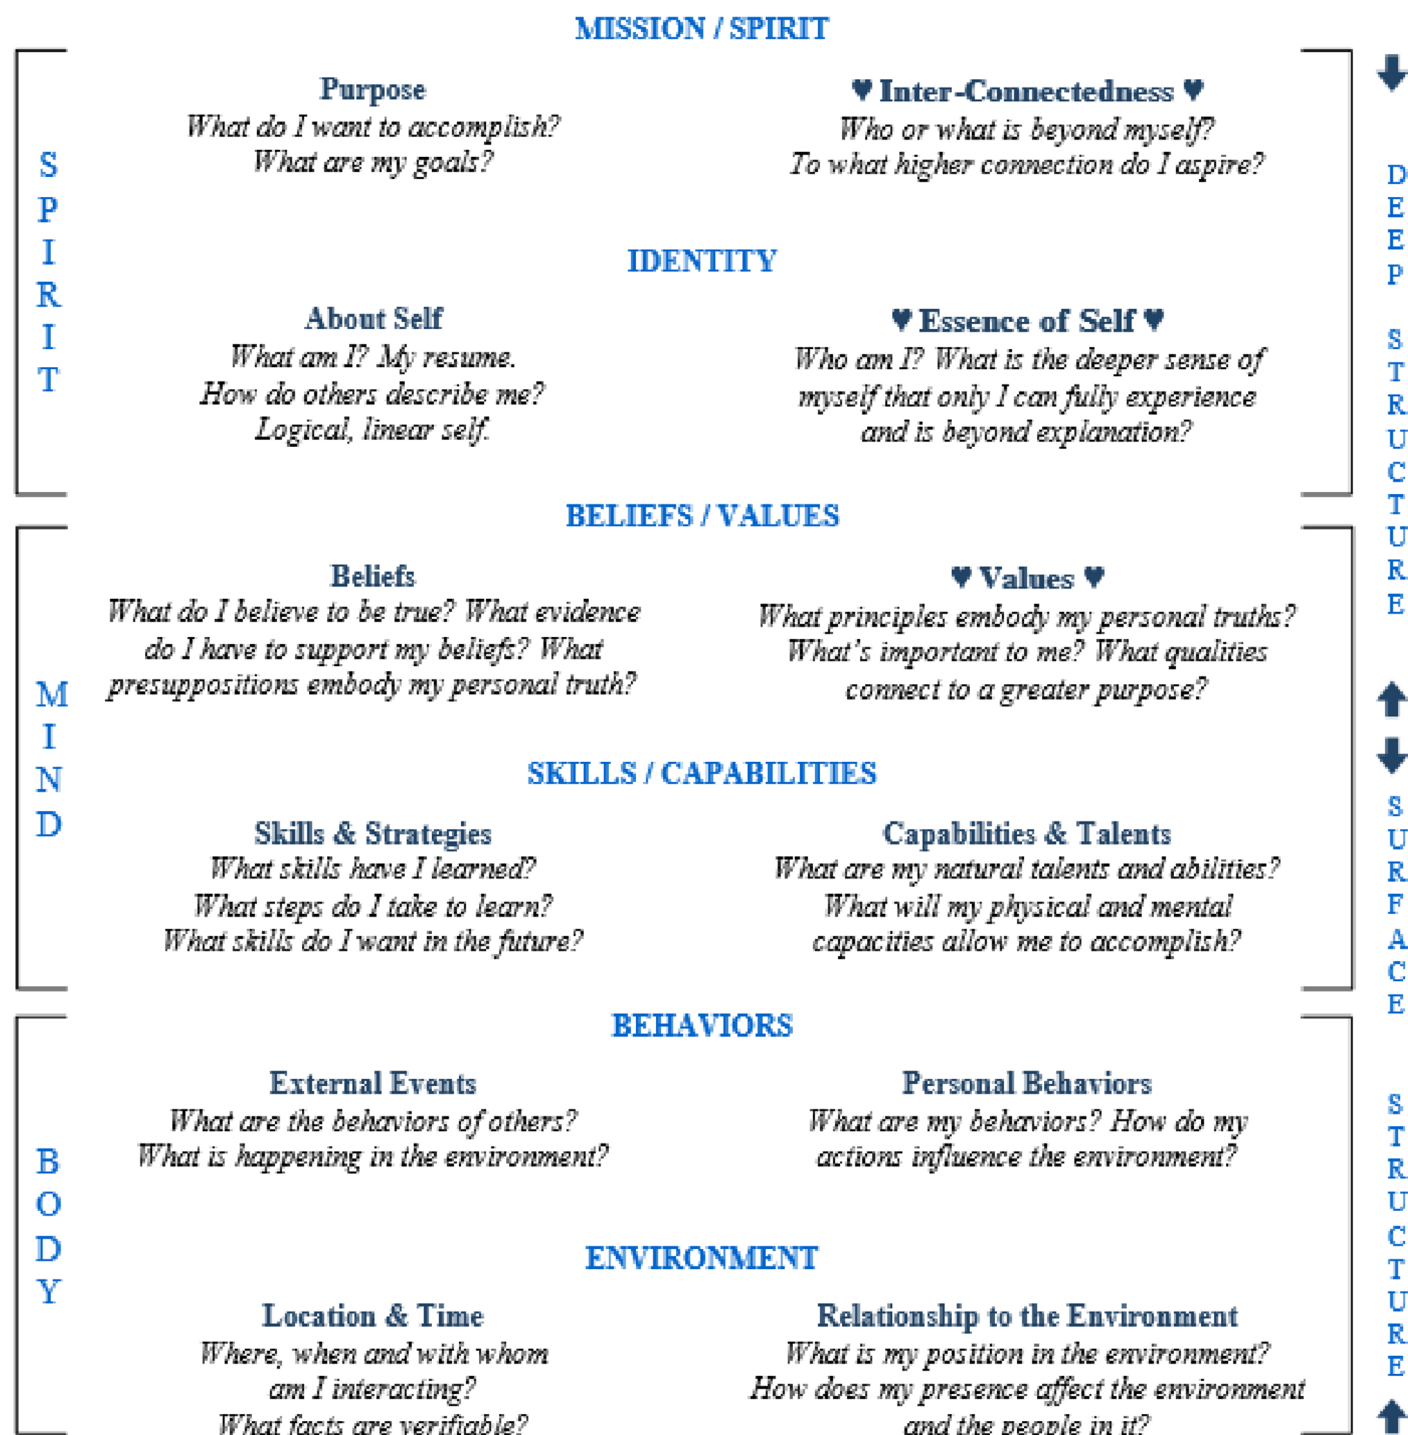 MISSION / SPIRIT
Purpose
What do I want to accomplish?
What are my goals?
♥ Inter-Connectedness ♥
Who or what is beyond myself?
To what higher connection do I aspire?
IDENTITY
About Self
What am I? My resume.
How do others describe me?
Logical, linear self.
♥ Essence of Self ♥
Who am I? What is the deeper sense of
myself that only I can fully experience
and is beyond explanation?
SPIRIT
BELIEFS / VALUES
Beliefs
What do I believe to be true? What evidence
do I have to support my beliefs? What
presuppositions embody my personal truth?
♥ Values ♥
What principles embody my personal truths?
What's important to me? What qualities
connect to a greater purpose?
DEEP STRUCTURE
SKILLS / CAPABILITIES
Skills & Strategies
What skills have I learned?
What steps do I take to learn?
What skills do I want in the future?
Capabilities & Talents
What are my natural talents and abilities?
What will my physical and mental
capacities allow me to accomplish?
MIND
BEHAVIORS
External Events
What are the behaviors of others?
What is happening in the environment?
Personal Behaviors
What are my behaviors? How do my
actions influence the environment?
ENVIRONMENT
Location & Time
Where, when and with whom
am I interacting?
What facts are verifiable?
Relationship to the Environment
What is my position in the environment?
How does my presence affect the environment
and the people in it?
BODY
SURFACE STRUCTURE